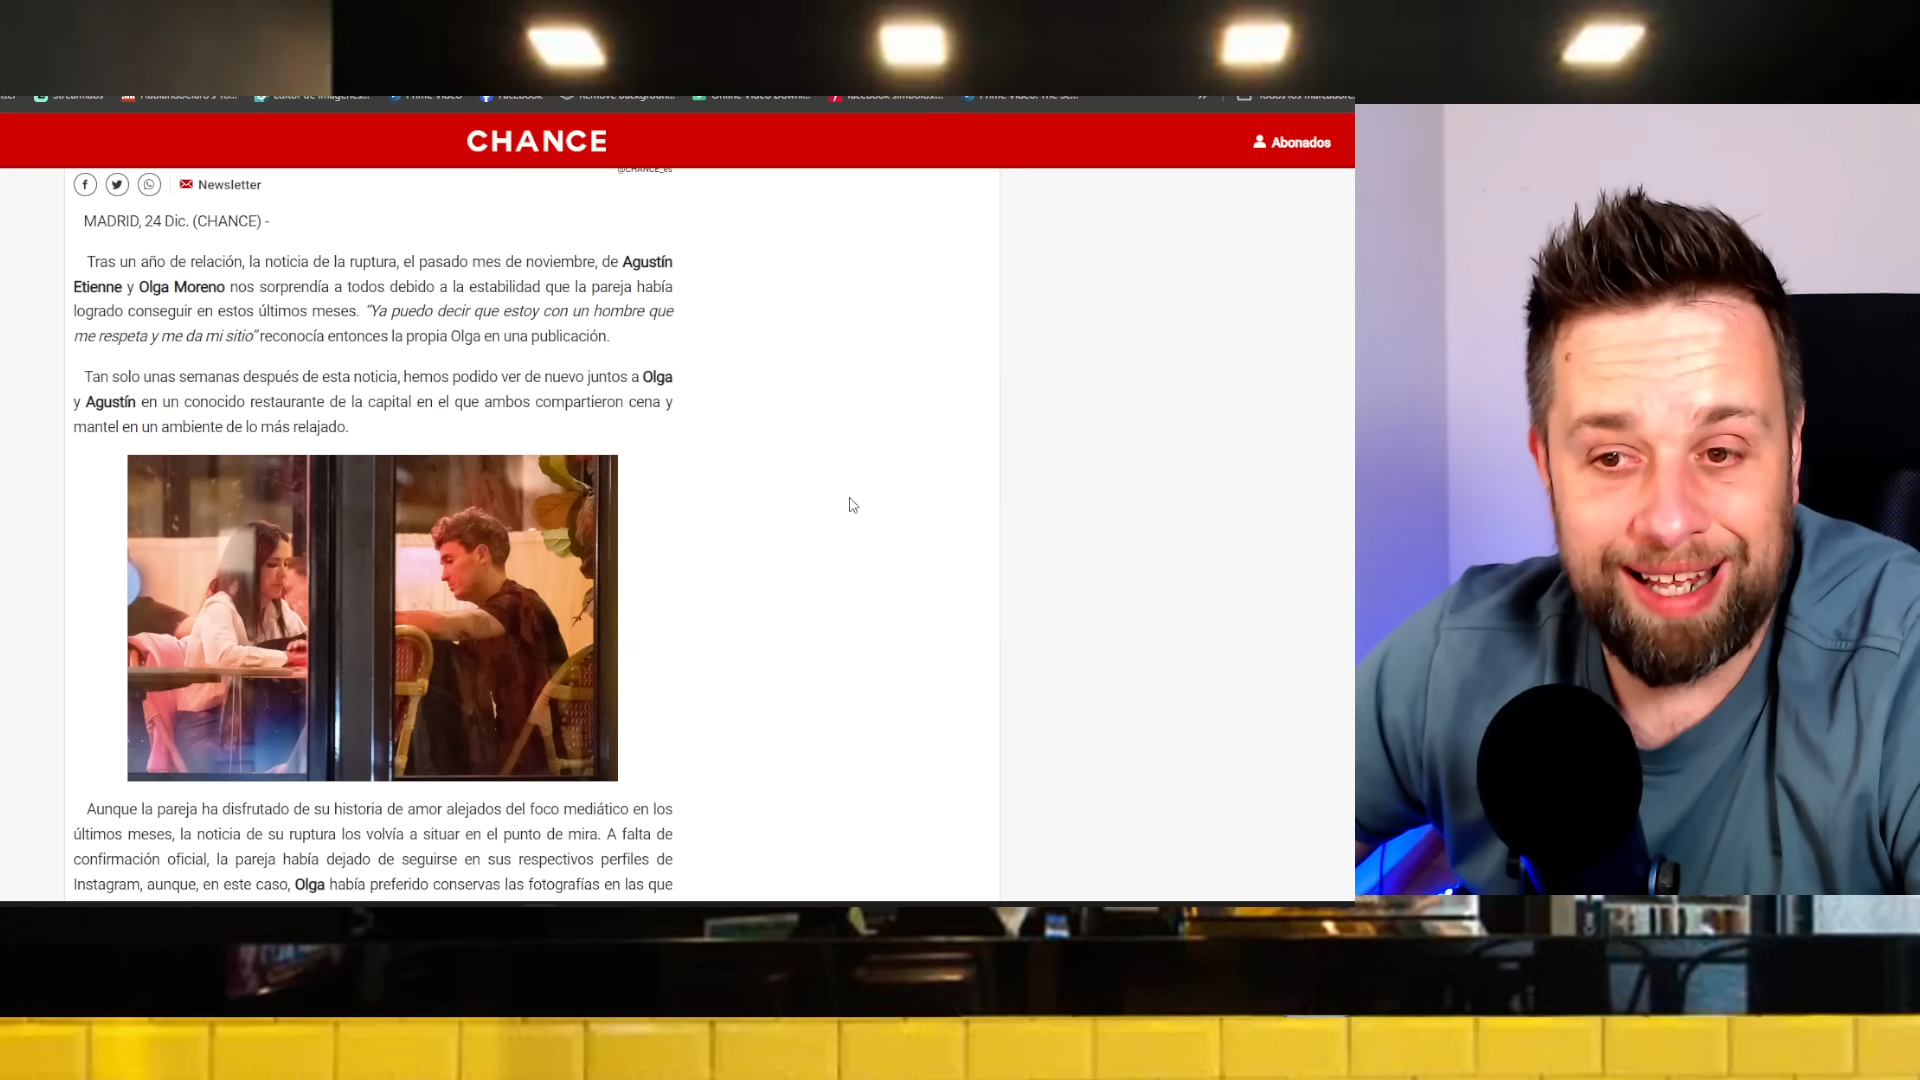 Streamlabs
Prime Video
Facebook
CHANCE
Abonados
@CHANCE_es
Newsletter
MADRID, 24 Dic. (CHANCE) -
Tras un año de relación, la noticia de la ruptura, el pasado mes de noviembre, de Agustín
Etienne y Olga Moreno nos sorprendía a todos debido a la estabilidad que la pareja había
logrado conseguir en estos últimos meses. “Ya puedo decir que estoy con un hombre que
me respeta y me da mi sitio” reconocía entonces la propia Olga en una publicación.
Tan solo unas semanas después de esta noticia, hemos podido ver de nuevo juntos a Olga
y Agustín en un conocido restaurante de la capital en el que ambos compartieron cena y
mantel en un ambiente de lo más relajado.
Aunque la pareja ha disfrutado de su historia de amor alejados del foco mediático en los
últimos meses, la noticia de su ruptura los volvía a situar en el punto de mira. A falta de
confirmación oficial, la pareja había dejado de seguirse en sus respectivos perfiles de
Instagram, aunque, en este caso, Olga había preferido conservas las fotografías en las que